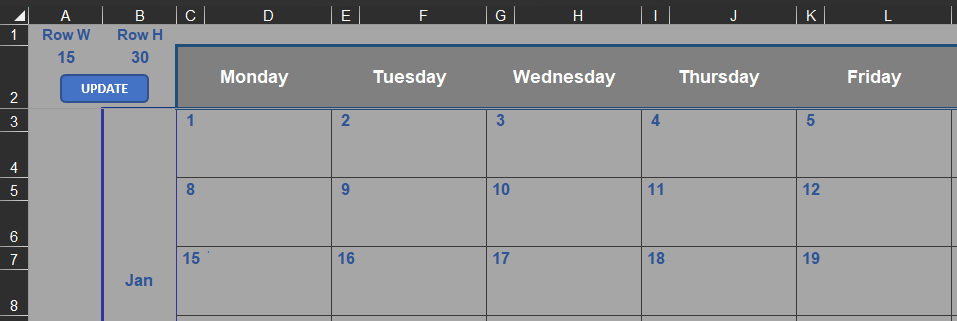 A B C D E F G H I J K L
1 Row W Row H
15 30
Monday Tuesday Wednesday Thursday Friday
UPDATE
2
3 1 2 3 4 5
4
5 8 9 10 11 12
6
7 15 16 17 18 19
Jan
8